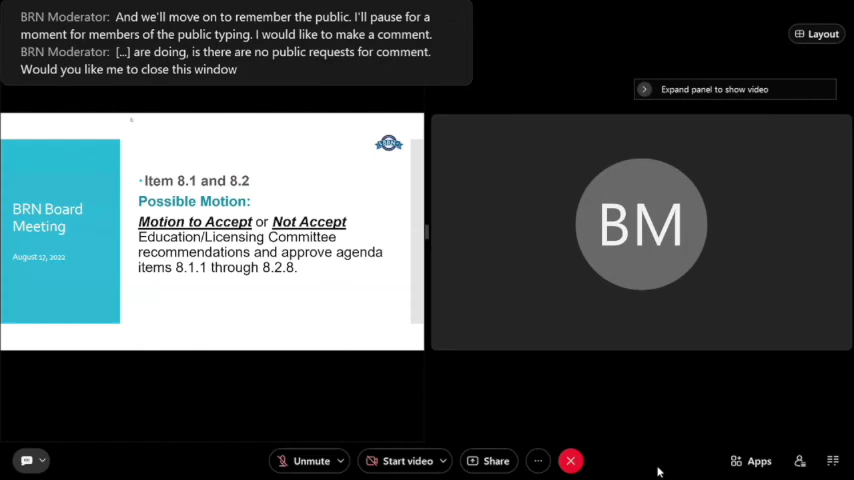 BRN Moderator: And we'll move on to remember the public. I'll pause for a
moment for members of the public typing. I would like to make a comment.
BRN Moderator: [...] are doing, is there are no public requests for comment.
Would you like me to close this window
Layout
Expand panel to show video
6
BRN
BRN Board
Meeting
August 17, 2022
• Item 8.1 and 8.2
Possible Motion:
Motion to Accept or Not Accept
Education/Licensing Committee
recommendations and approve agenda
items 8.1.1 through 8.2.8.
BM
Unmute
Start video
Share
Apps